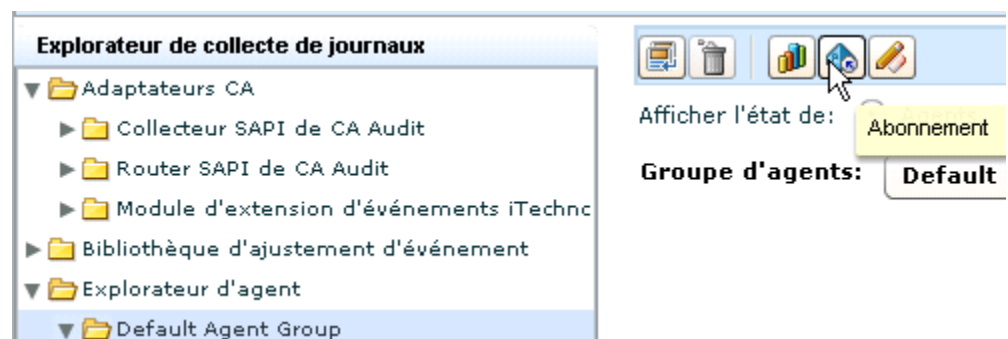 Explorateur de collecte de journaux
Adaptateurs CA
Collecteur SAPI de CA Audit
Router SAPI de CA Audit
Module d'extension d'événements iTechnc
Bibliothèque d'ajustement d'événement
Explorateur d'agent
Default Agent Group
Afficher l'état de:
Abonnement
Groupe d'agents:
Default